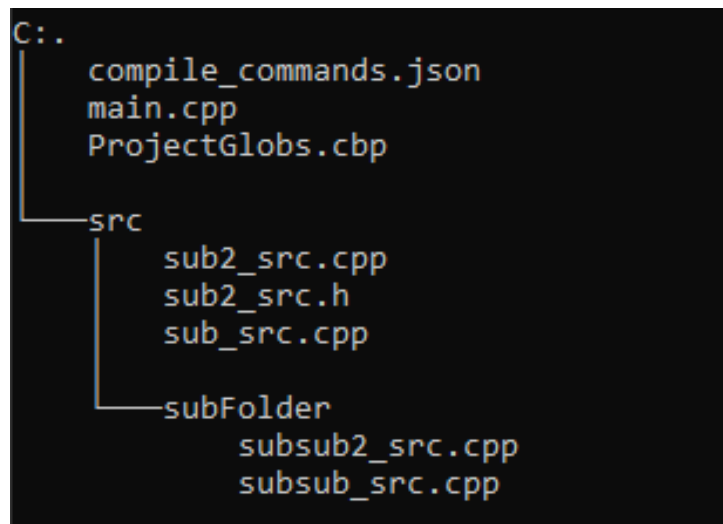 C:.
compile_commands.json
main.cpp
ProjectGlobs.cbp
src
sub2_src.cpp
sub2_src.h
sub_src.cpp
subFolder
subsub2_src.cpp
subsub_src.cpp